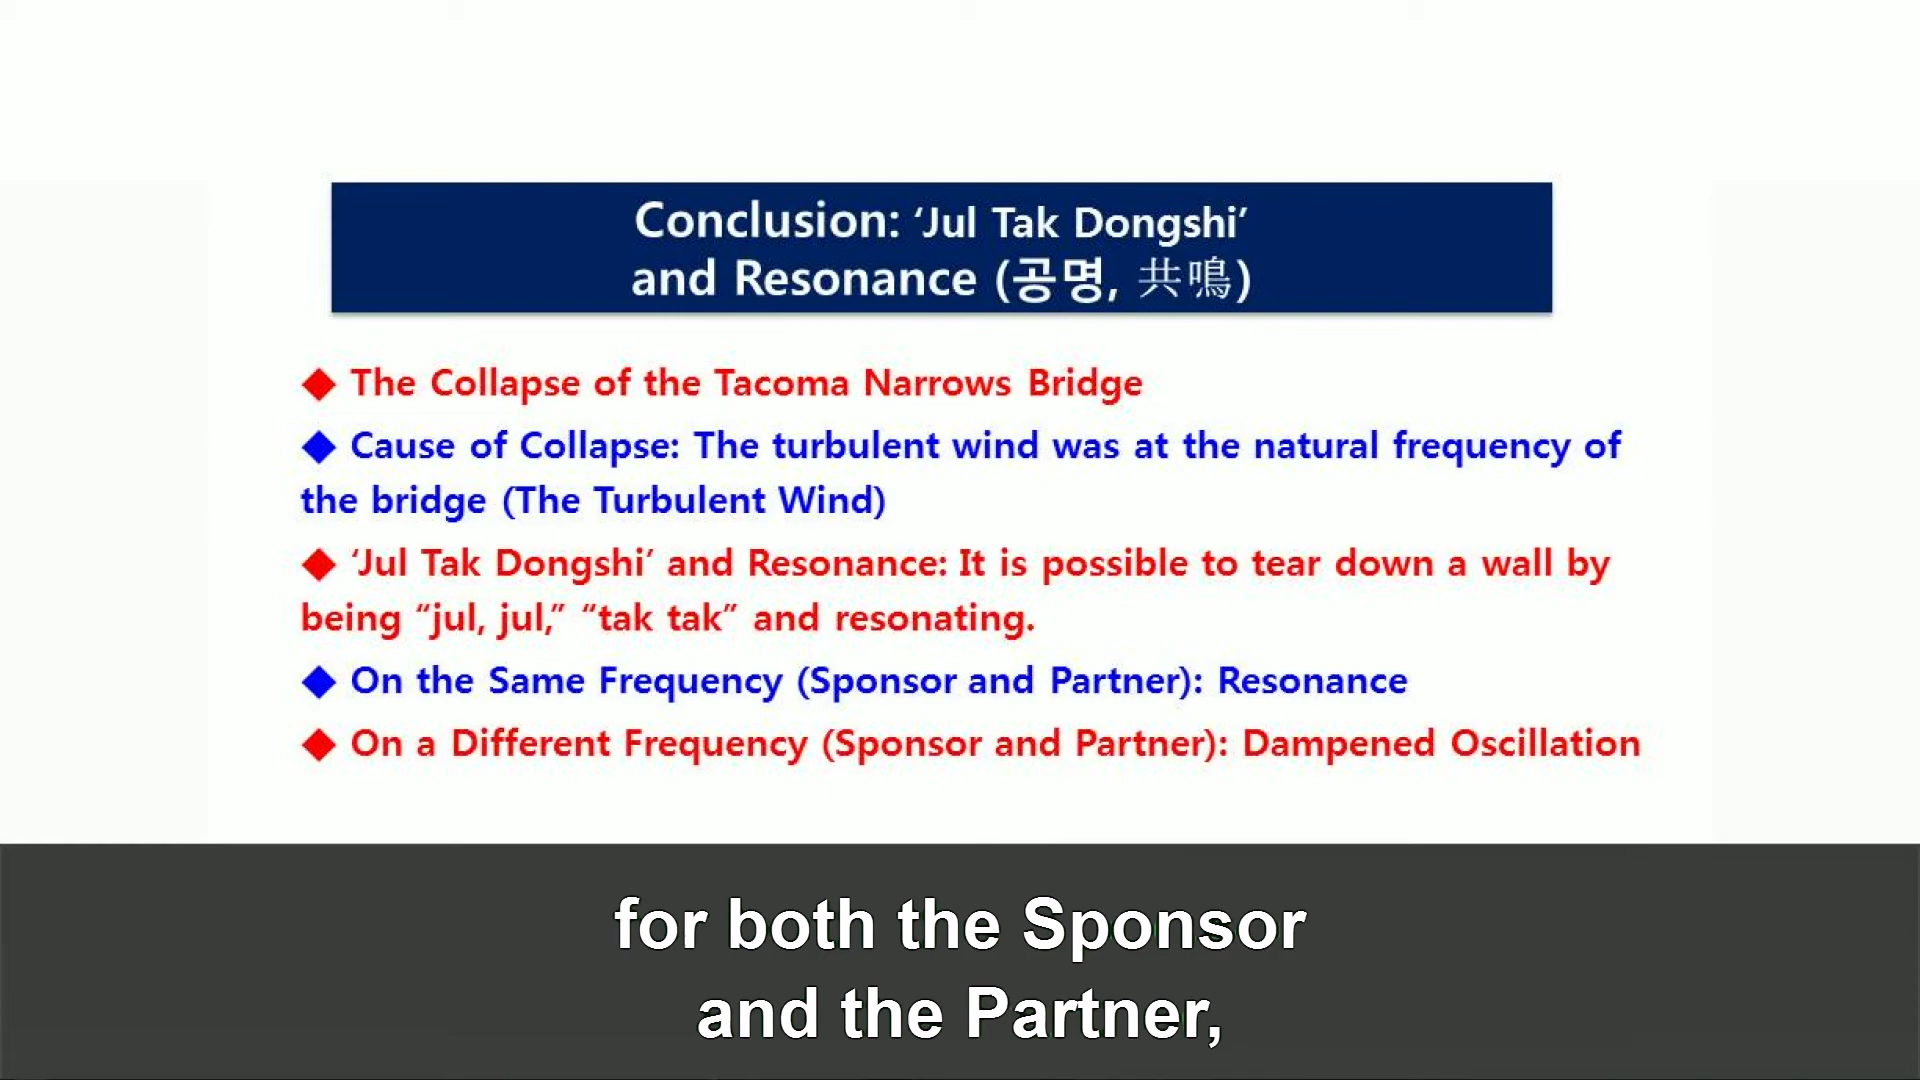 Conclusion: ‘Jul Tak Dongshi’
and Resonance (공명, 共鳴)
◆ The Collapse of the Tacoma Narrows Bridge
◆ Cause of Collapse: The turbulent wind was at the natural frequency of
the bridge (The Turbulent Wind)
◆ ‘Jul Tak Dongshi’ and Resonance: It is possible to tear down a wall by
being “jul, jul,” “tak tak” and resonating.
◆ On the Same Frequency (Sponsor and Partner): Resonance
◆ On a Different Frequency (Sponsor and Partner): Dampened Oscillation
for both the Sponsor
and the Partner,